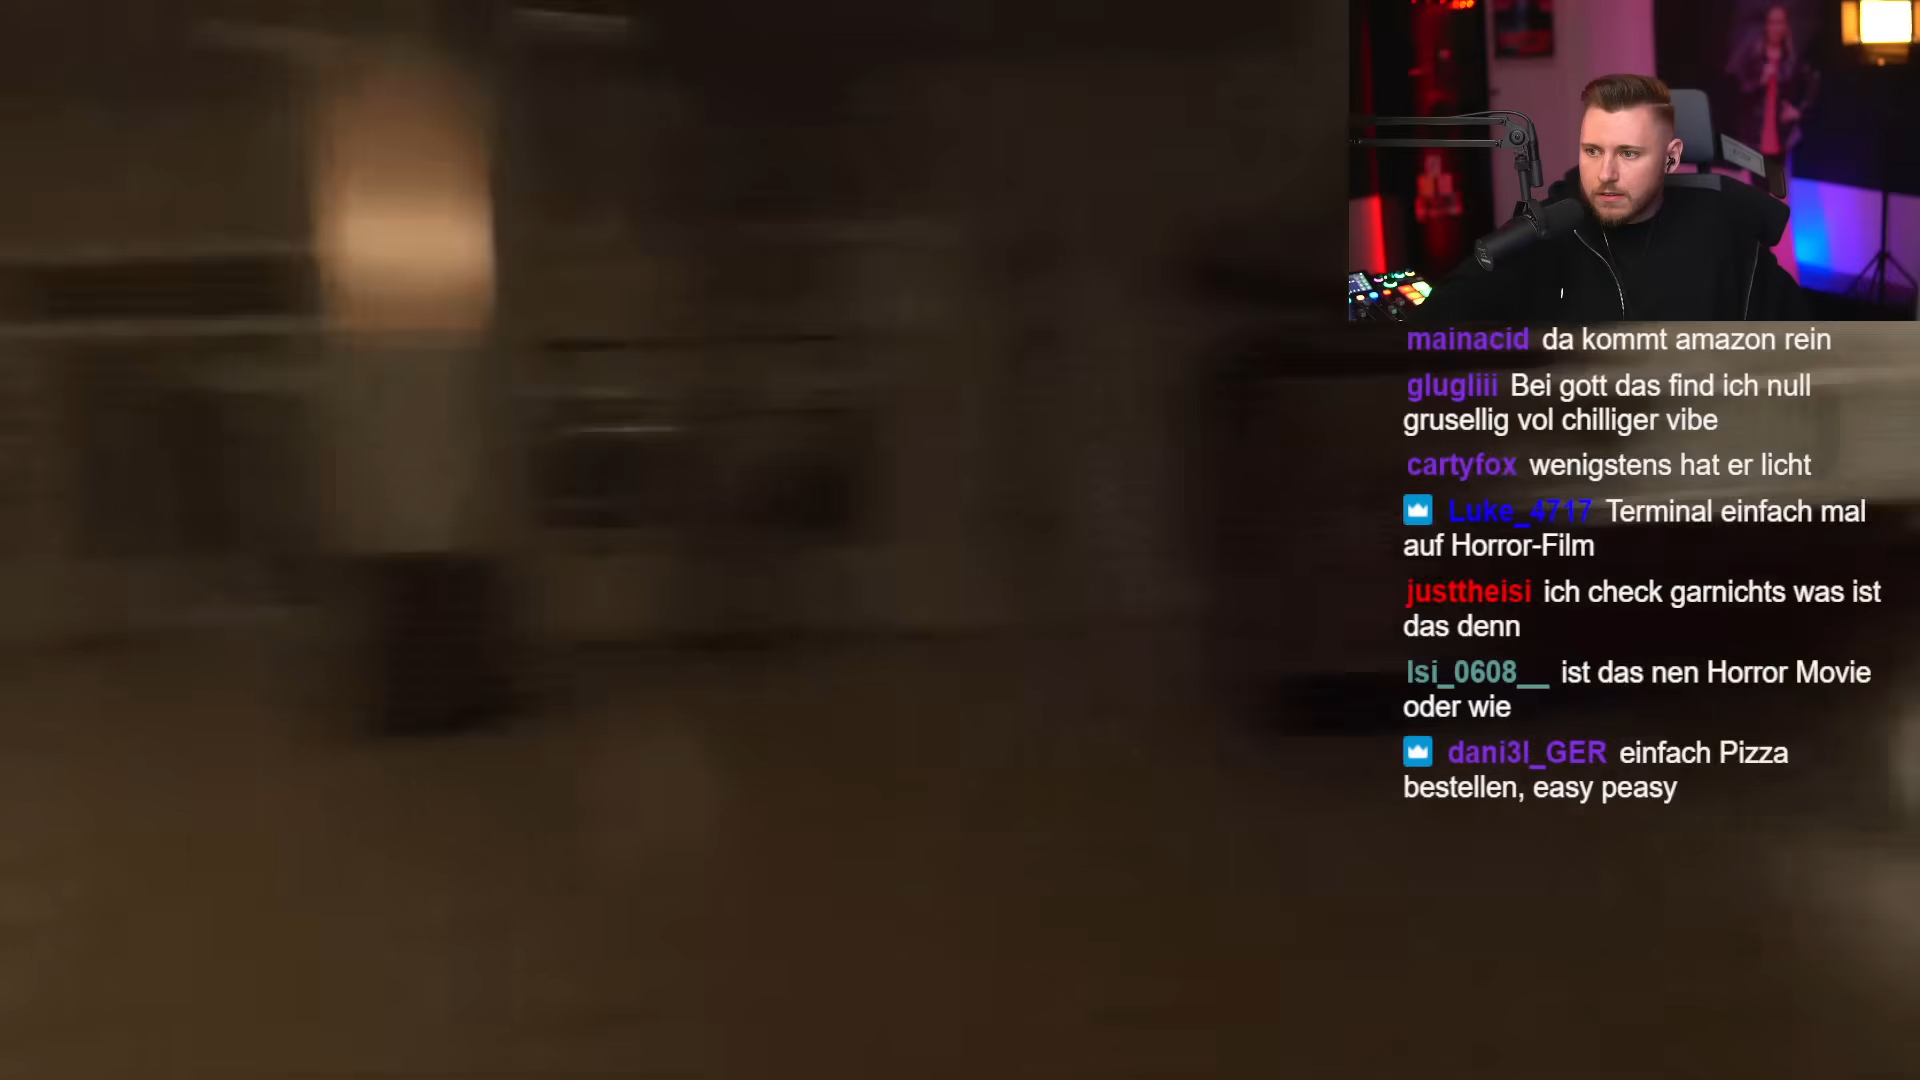 mainacid da kommt amazon rein
glugliii Bei gott das find ich null
grusellig vol chilliger vibe
cartyfox wenigstens hat er licht
Luke_4717 Terminal einfach mal
auf Horror-Film
justtheisi ich check garnichts was ist
das denn
Isi_0608__ ist das nen Horror Movie
oder wie
dani3l_GER einfach Pizza
bestellen, easy peasy